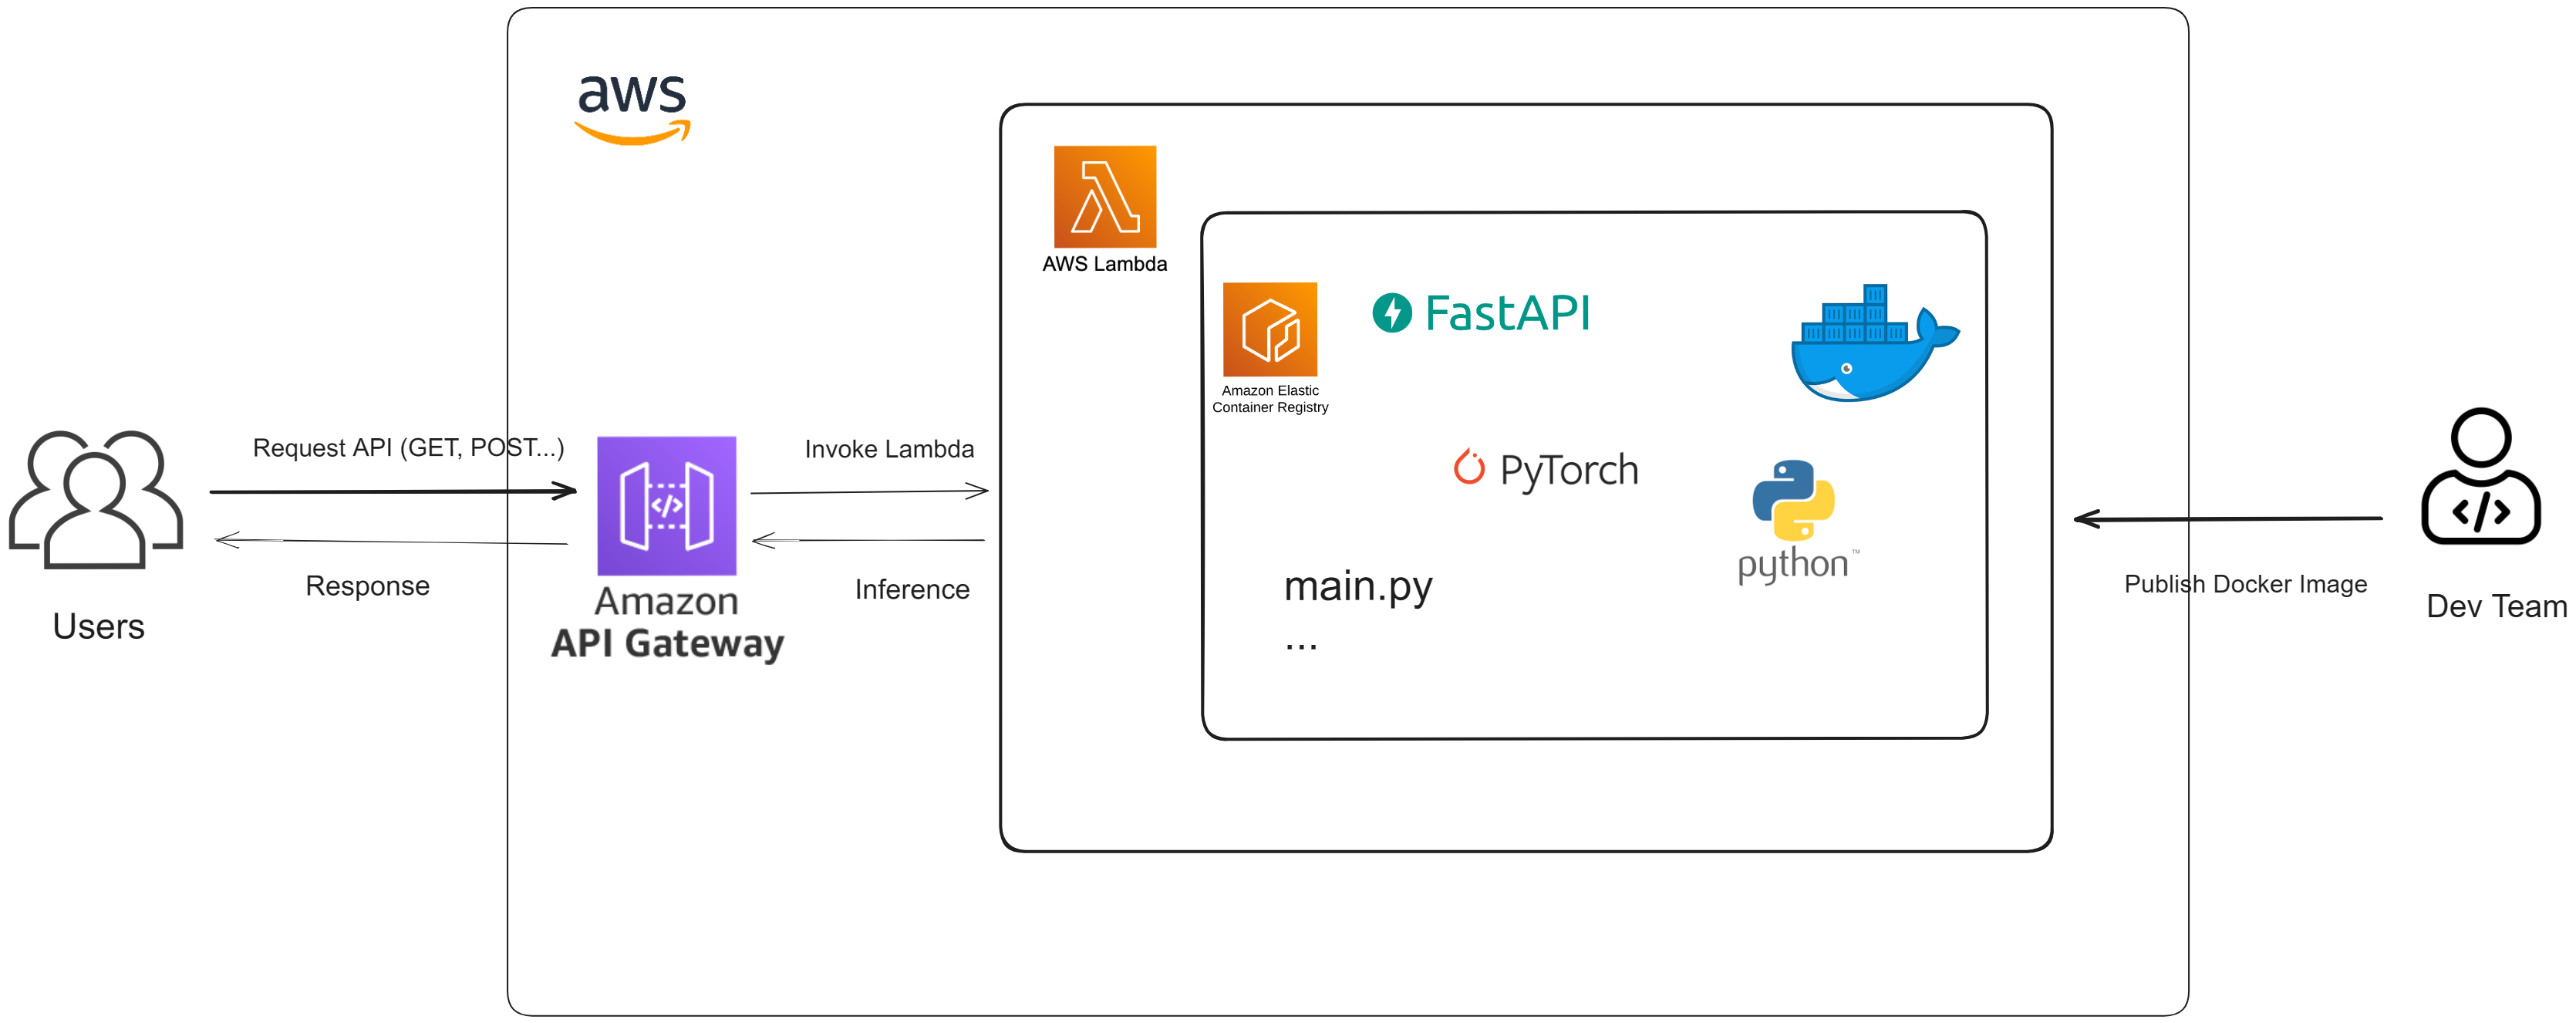 aws
AWS Lambda
FastAPI
Amazon Elastic
Container Registry
Request API (GET, POST...)
Invoke Lambda
PyTorch
python™
Response
Inference
main.py
...
Publish Docker Image
Amazon
API Gateway
Users
Dev Team